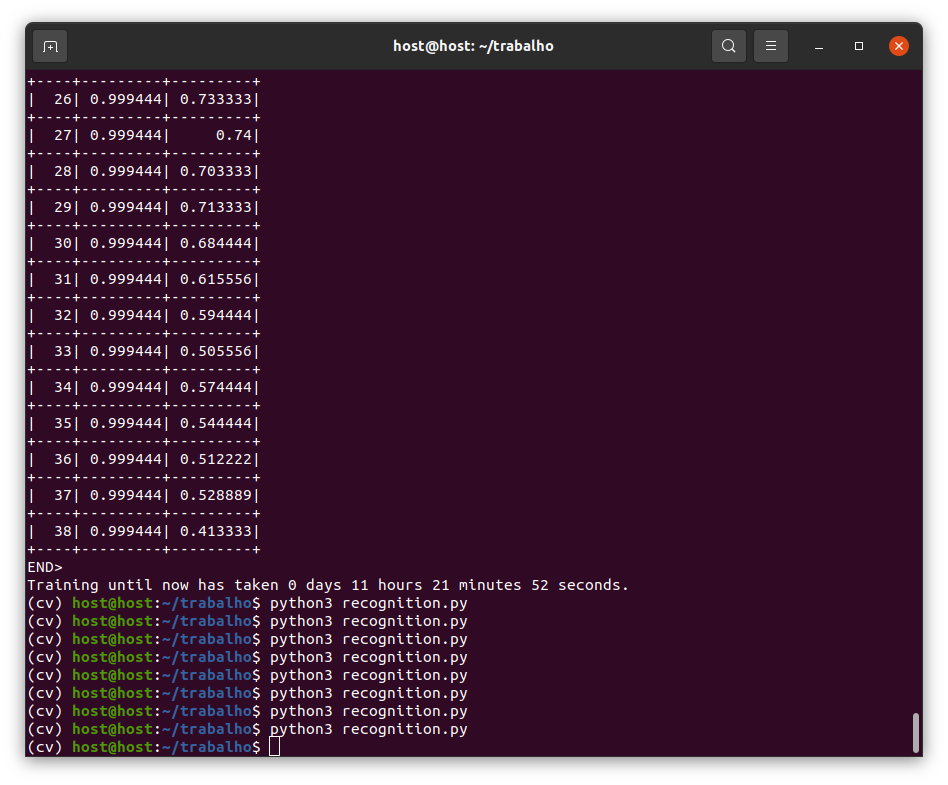 host@host: ~/trabalho
+----+---------+---------+
|  26| 0.999444| 0.733333|
+----+---------+---------+
|  27| 0.999444|     0.74|
+----+---------+---------+
|  28| 0.999444| 0.703333|
+----+---------+---------+
|  29| 0.999444| 0.713333|
+----+---------+---------+
|  30| 0.999444| 0.684444|
+----+---------+---------+
|  31| 0.999444| 0.615556|
+----+---------+---------+
|  32| 0.999444| 0.594444|
+----+---------+---------+
|  33| 0.999444| 0.505556|
+----+---------+---------+
|  34| 0.999444| 0.574444|
+----+---------+---------+
|  35| 0.999444| 0.544444|
+----+---------+---------+
|  36| 0.999444| 0.512222|
+----+---------+---------+
|  37| 0.999444| 0.528889|
+----+---------+---------+
|  38| 0.999444| 0.413333|
+----+---------+---------+
END>
Training until now has taken 0 days 11 hours 21 minutes 52 seconds.
(cv) host@host:~/trabalho$ python3 recognition.py
(cv) host@host:~/trabalho$ python3 recognition.py
(cv) host@host:~/trabalho$ python3 recognition.py
(cv) host@host:~/trabalho$ python3 recognition.py
(cv) host@host:~/trabalho$ python3 recognition.py
(cv) host@host:~/trabalho$ python3 recognition.py
(cv) host@host:~/trabalho$ python3 recognition.py
(cv) host@host:~/trabalho$ python3 recognition.py
(cv) host@host:~/trabalho$